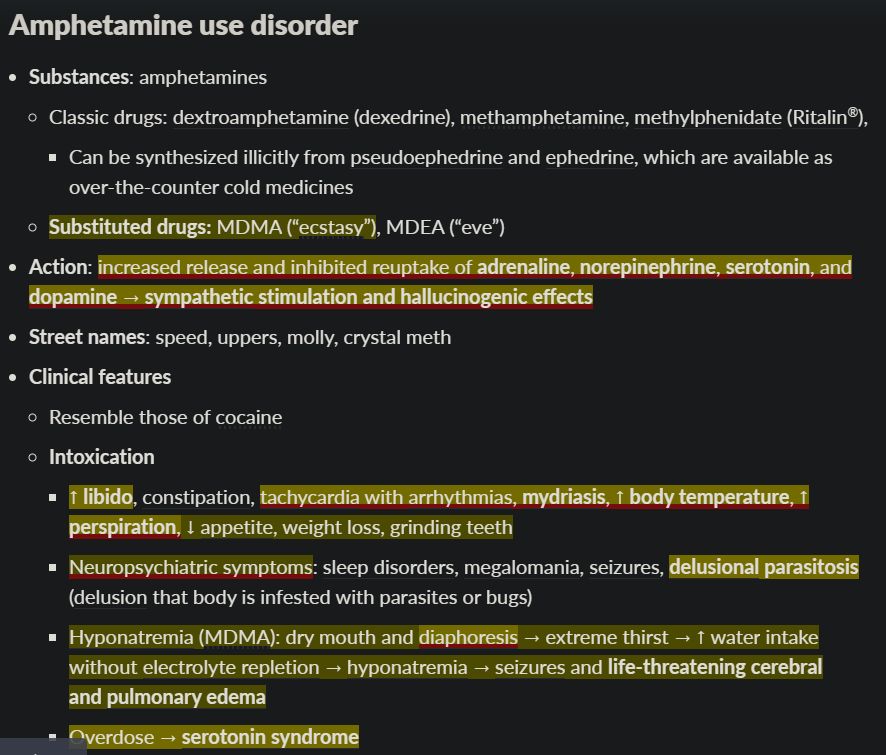 Amphetamine use disorder
• Substances: amphetamines
○ Classic drugs: dextroamphetamine (dexedrine), methamphetamine, methylphenidate (Ritalin®),
▪ Can be synthesized illicitly from pseudoephedrine and ephedrine, which are available as
over-the-counter cold medicines
○ Substituted drugs: MDMA (“ecstasy”), MDEA (“eve”)
• Action: increased release and inhibited reuptake of adrenaline, norepinephrine, serotonin, and
dopamine → sympathetic stimulation and hallucinogenic effects
• Street names: speed, uppers, molly, crystal meth
• Clinical features
○ Resemble those of cocaine
○ Intoxication
▪ ↑ libido, constipation, tachycardia with arrhythmias, mydriasis, ↑ body temperature, ↑
perspiration, ↓ appetite, weight loss, grinding teeth
▪ Neuropsychiatric symptoms: sleep disorders, megalomania, seizures, delusional parasitosis
(delusion that body is infested with parasites or bugs)
▪ Hyponatremia (MDMA): dry mouth and diaphoresis → extreme thirst → ↑ water intake
without electrolyte repletion → hyponatremia → seizures and life-threatening cerebral
and pulmonary edema
▪ Overdose → serotonin syndrome